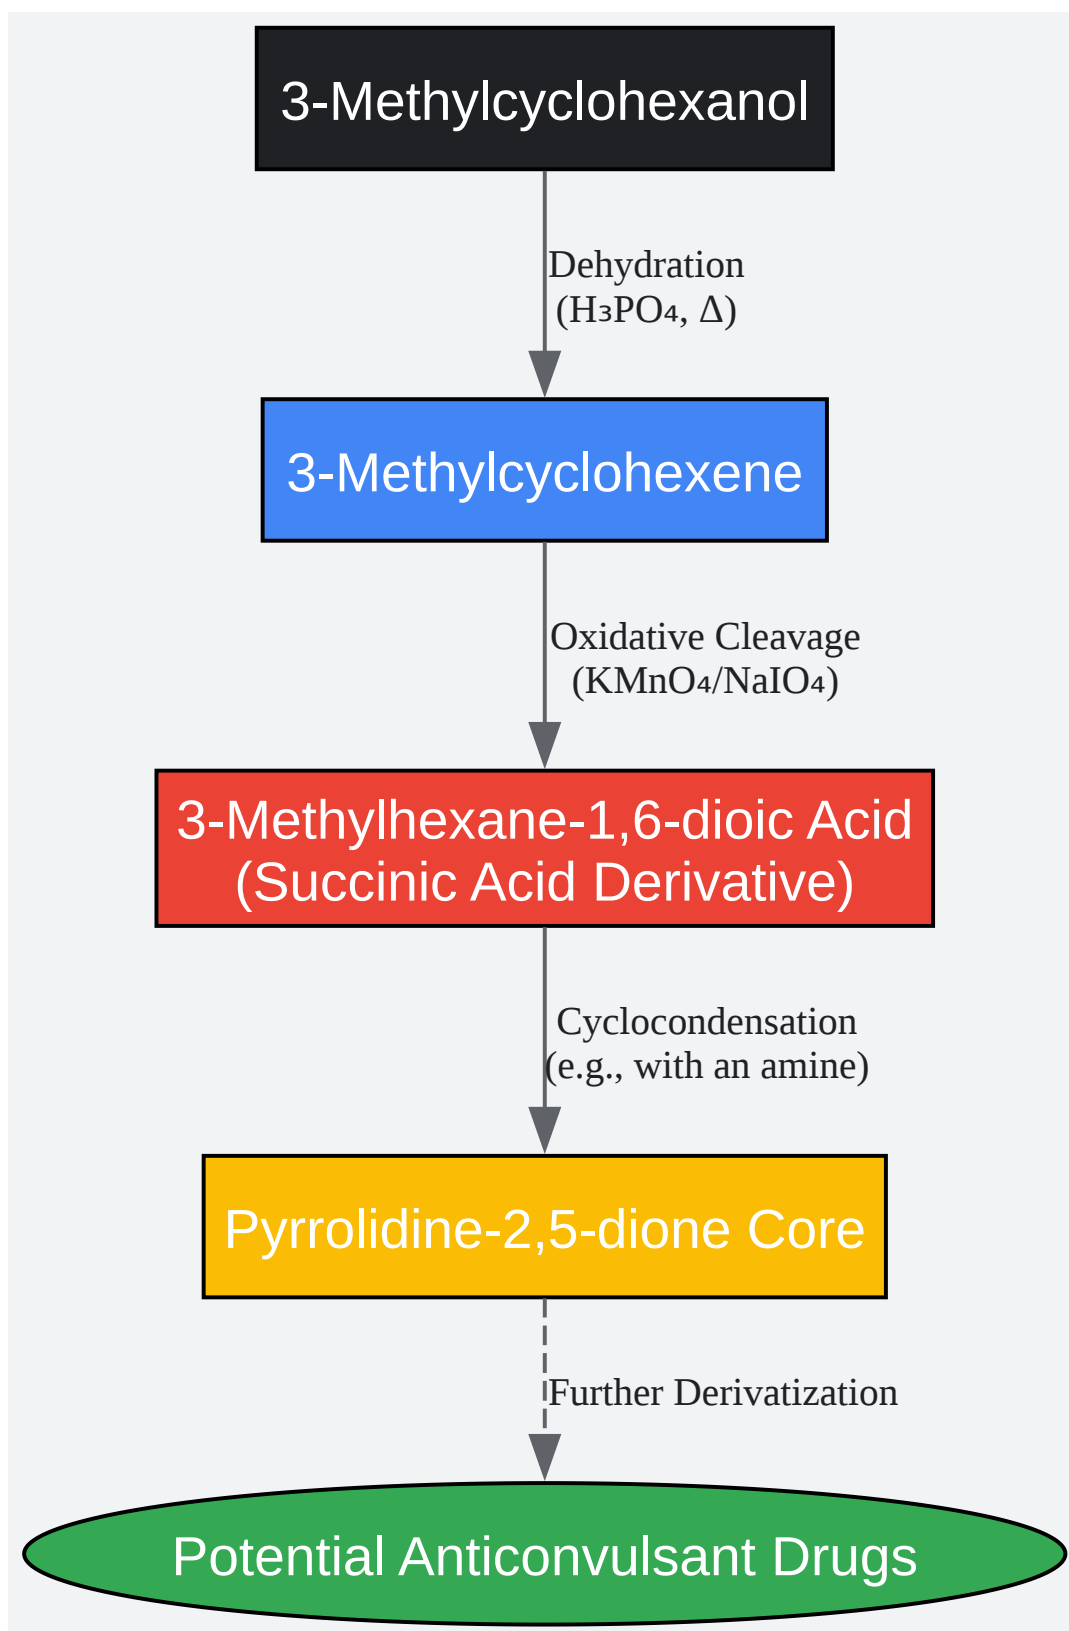 3-Methylcyclohexanol
Dehydration
(H₃PO₄, Δ)
3-Methylcyclohexene
Oxidative Cleavage
(KMnO₄/NaIO₄)
3-Methylhexane-1,6-dioic Acid
(Succinic Acid Derivative)
Cyclocondensation
(e.g., with an amine)
Pyrrolidine-2,5-dione Core
Further Derivatization
Potential Anticonvulsant Drugs